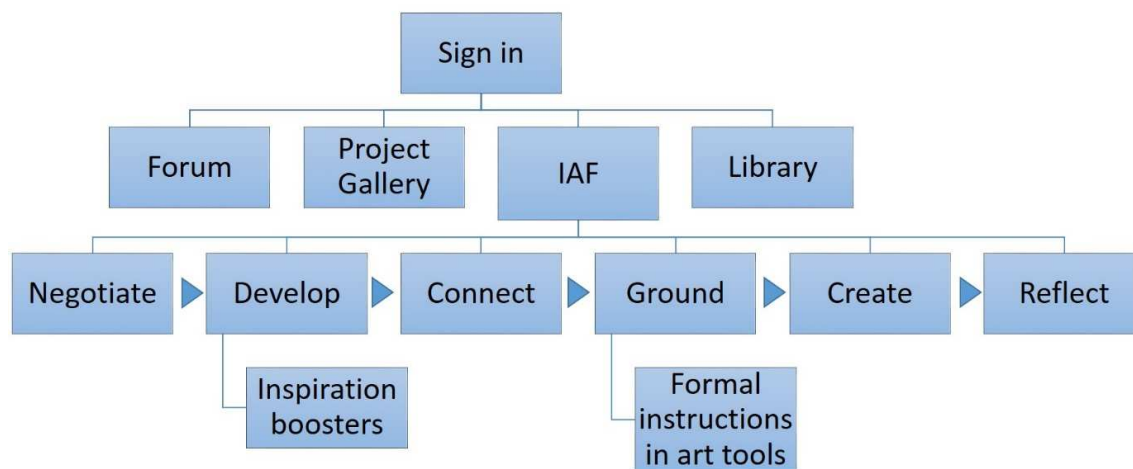 Sign in
Forum
Project
Gallery
IAF
Library
Negotiate
Develop
Connect
Ground
Create
Reflect
Inspiration
boosters
Formal
instructions
in art tools